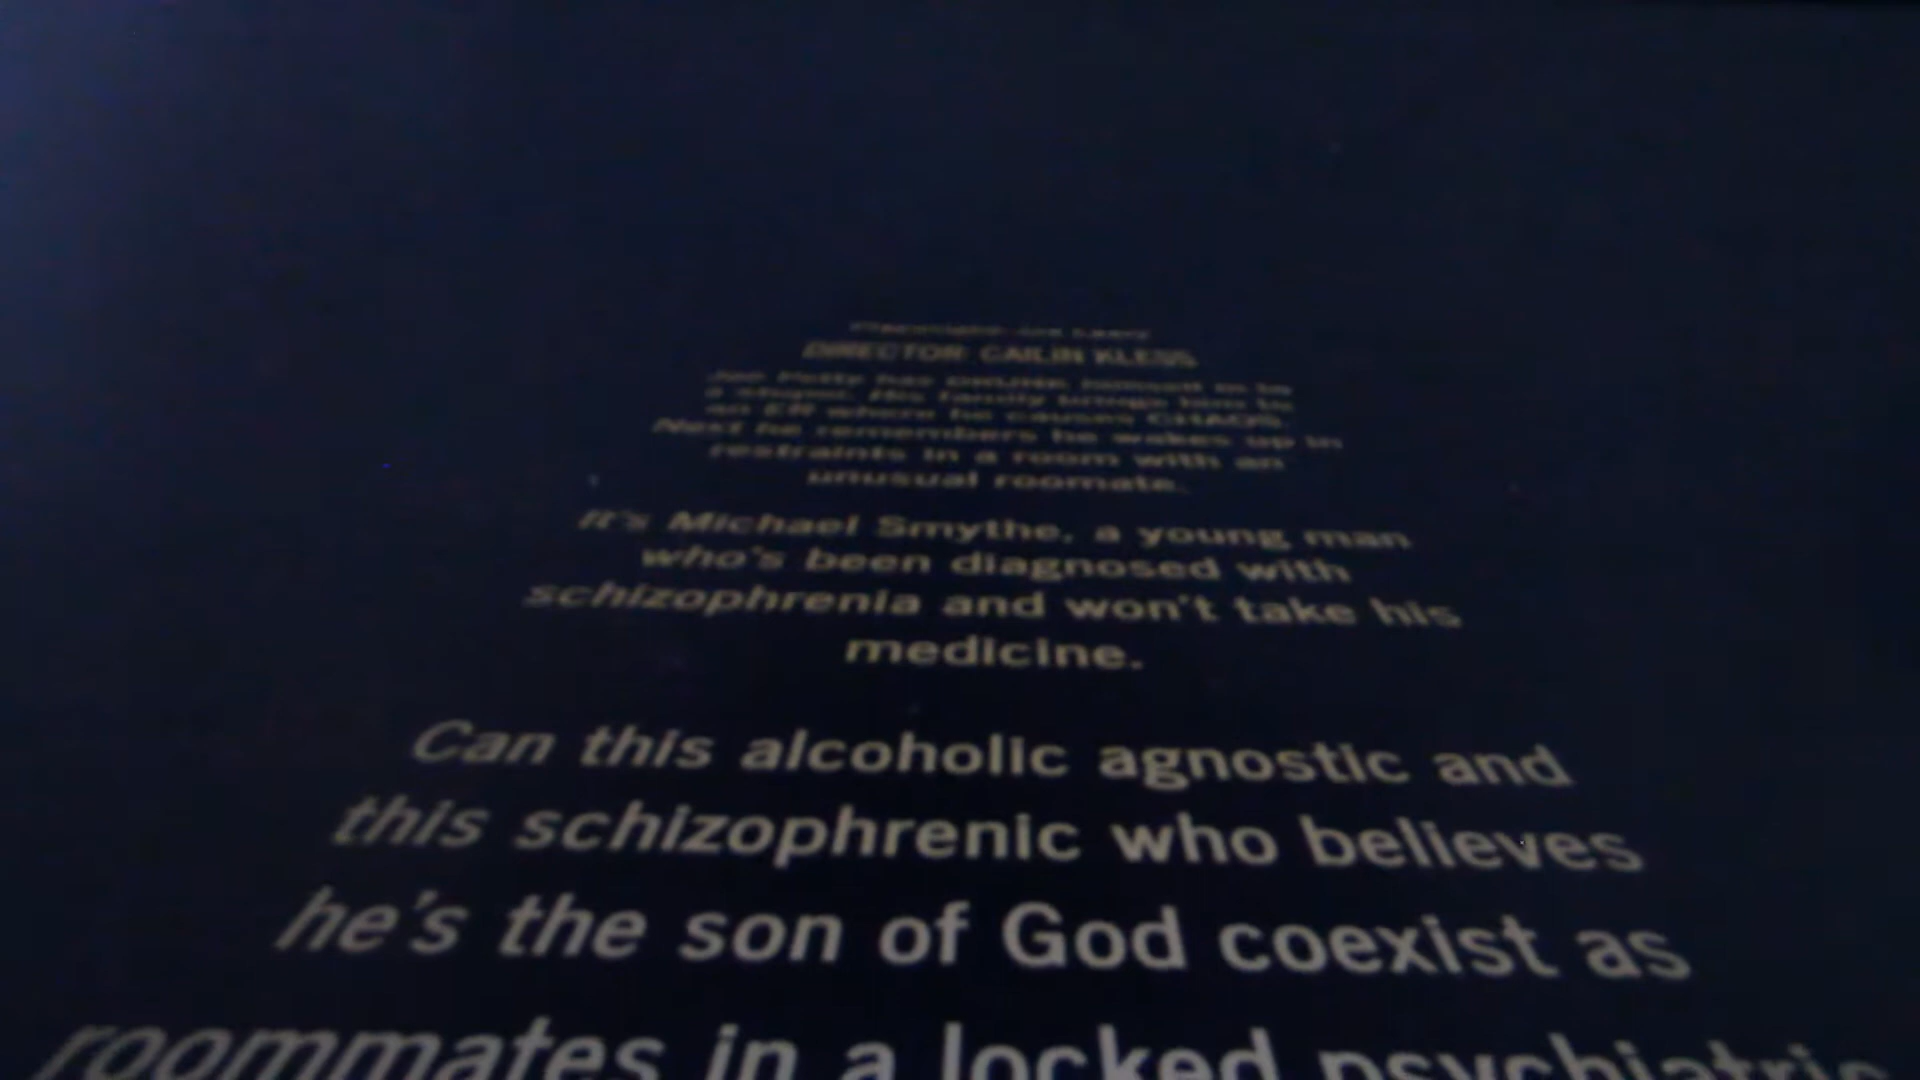 DIRECTOR CAILIN KLESS
Joe Petty has DRUNK himself in to
a stupor. His family brings him to
an ER where he causes CHAOS.
Next he remembers he wakes up in
restraints in a room with an
unusual roomate.
It's Michael Smythe, a young man
who's been diagnosed with
schizophrenia and won't take his
medicine.
Can this alcoholic agnostic and
this schizophrenic who believes
he's the son of God coexist as
roommates in a locked psychiatric